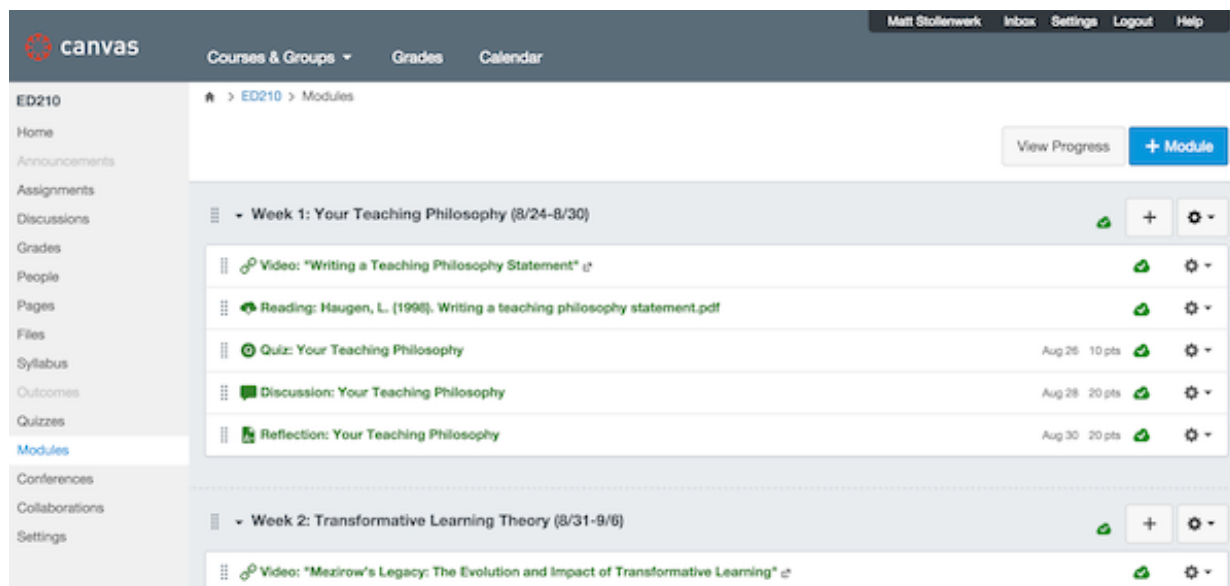 Matt Stollenwerk Inbox Settings Logout Help
canvas
Courses & Groups Grades Calendar
ED210
Home
Announcements
Assignments
Discussions
Grades
People
Pages
Files
Syllabus
Outcomes
Quizzes
Modules
Conferences
Collaborations
Settings
> ED210 > Modules
View Progress + Module
Week 1: Your Teaching Philosophy (8/24-8/30)
Video: "Writing a Teaching Philosophy Statement"
Reading: Haugen, L. (1998). Writing a teaching philosophy statement.pdf
Quiz: Your Teaching Philosophy Aug 26 10 pts
Discussion: Your Teaching Philosophy Aug 28 20 pts
Reflection: Your Teaching Philosophy Aug 30 20 pts
Week 2: Transformative Learning Theory (8/31-9/6)
Video: "Mezirow's Legacy: The Evolution and Impact of Transformative Learning"